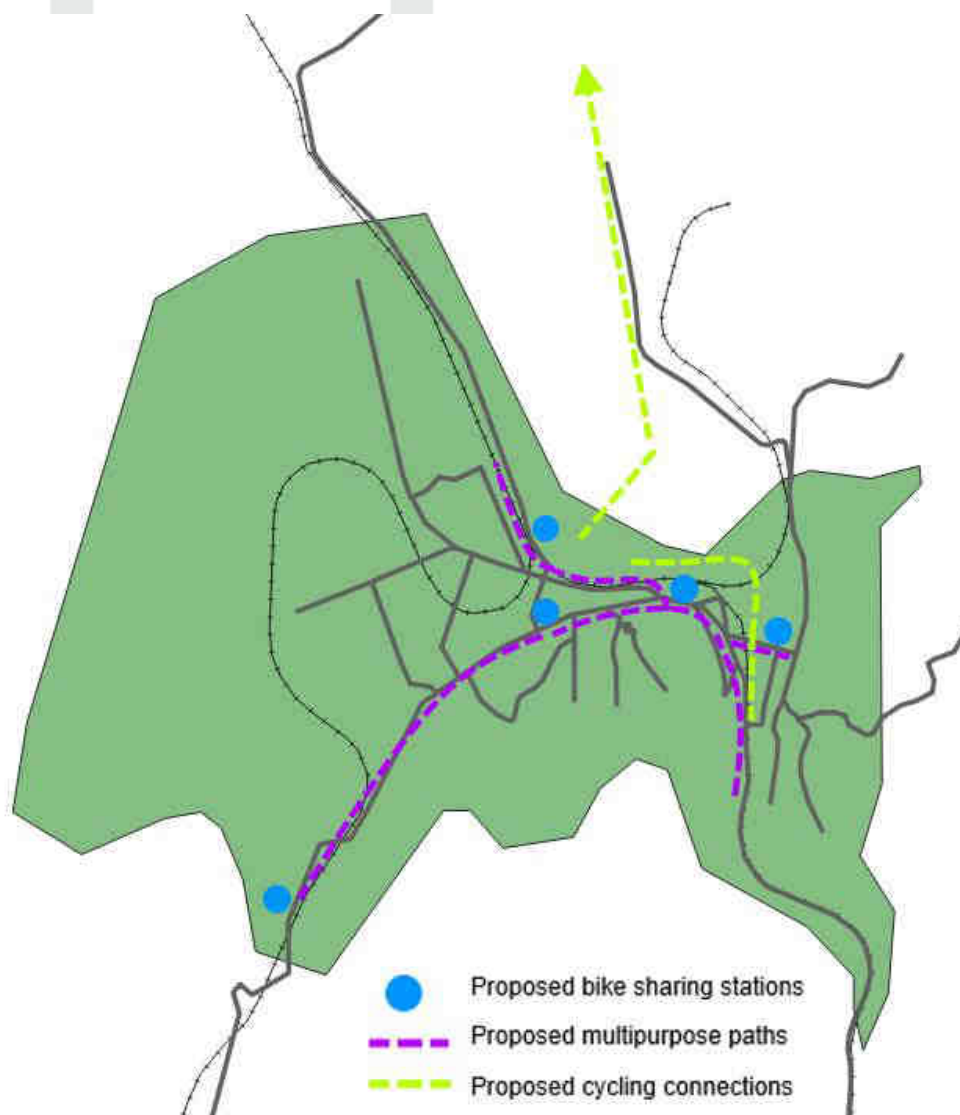 Proposed bike sharing stations
Proposed multipurpose paths
Proposed cycling connections